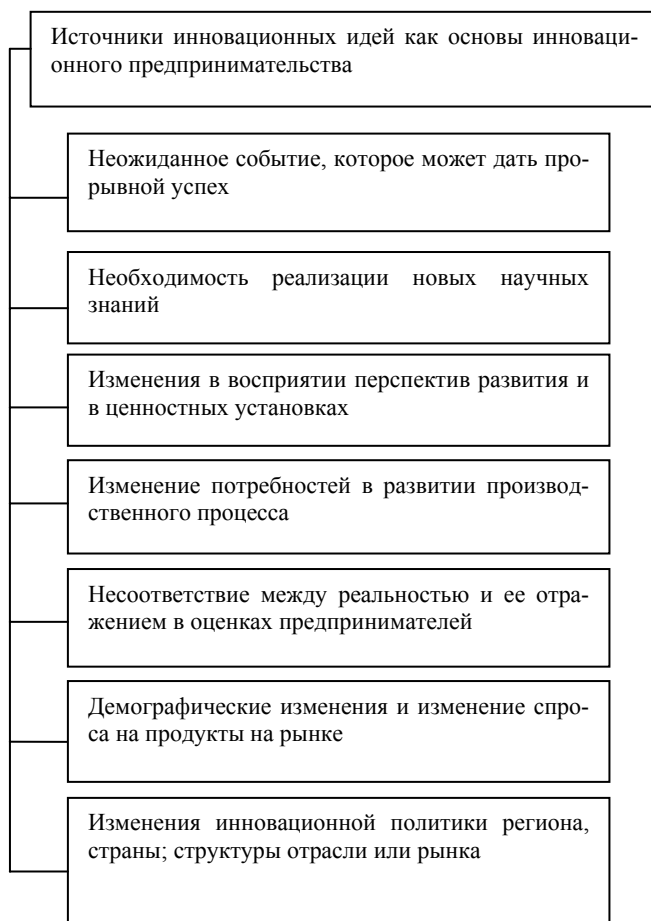 Источники инновационных идей как основы инноваци-
онного предпринимательства
Неожиданное событие, которое может дать про-
рывной успех
Необходимость реализации новых научных
знаний
Изменения в восприятии перспектив развития и
в ценностных установках
Изменение потребностей в развитии производ-
ственного процесса
Несоответствие между реальностью и ее отра-
жением в оценках предпринимателей
Демографические изменения и изменение спро-
са на продукты на рынке
Изменения инновационной политики региона,
страны; структуры отрасли или рынка